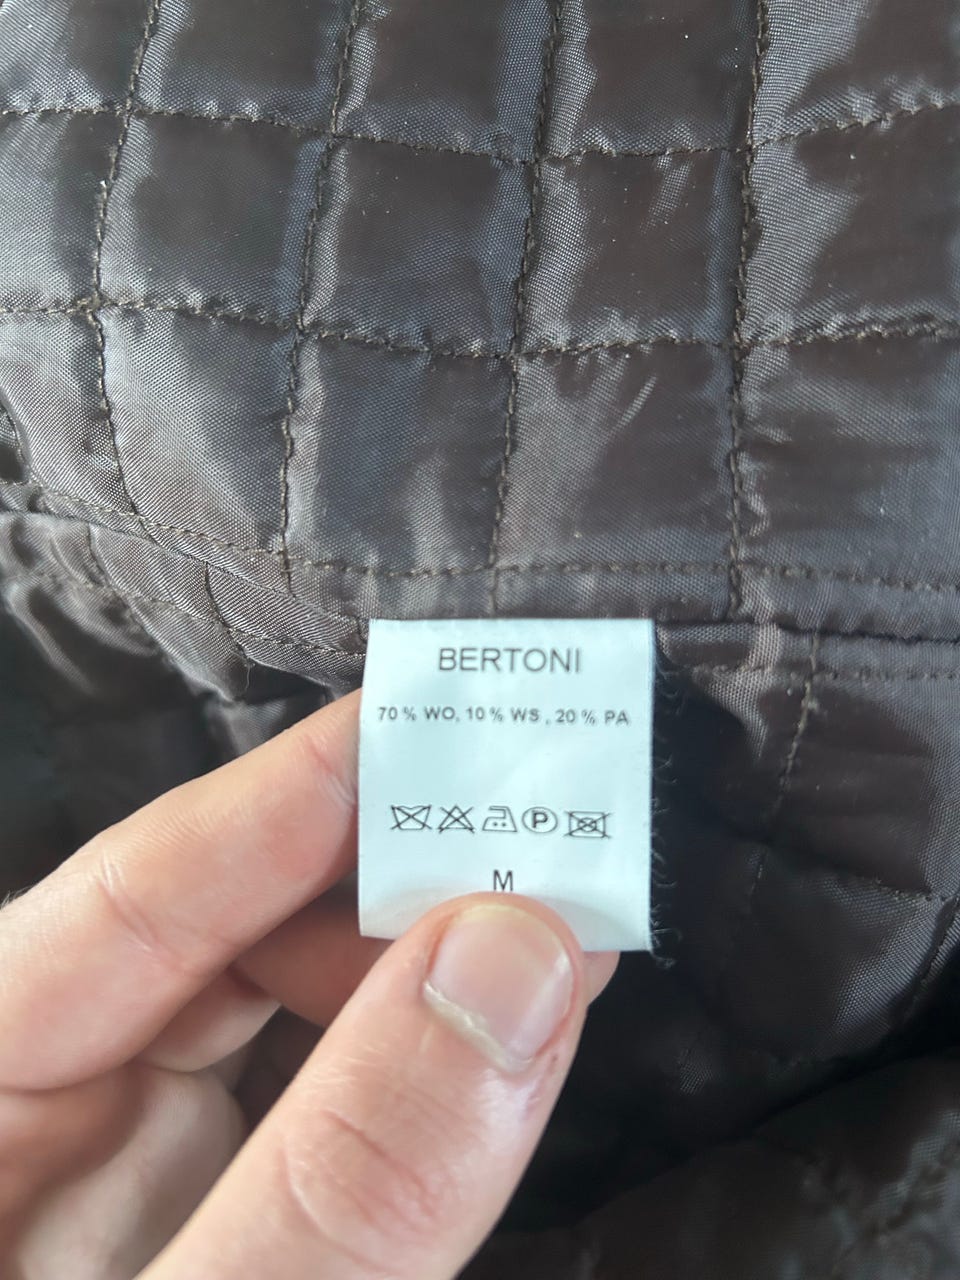 BERTONI
70% WO, 10% WS, 20% PA
P
M